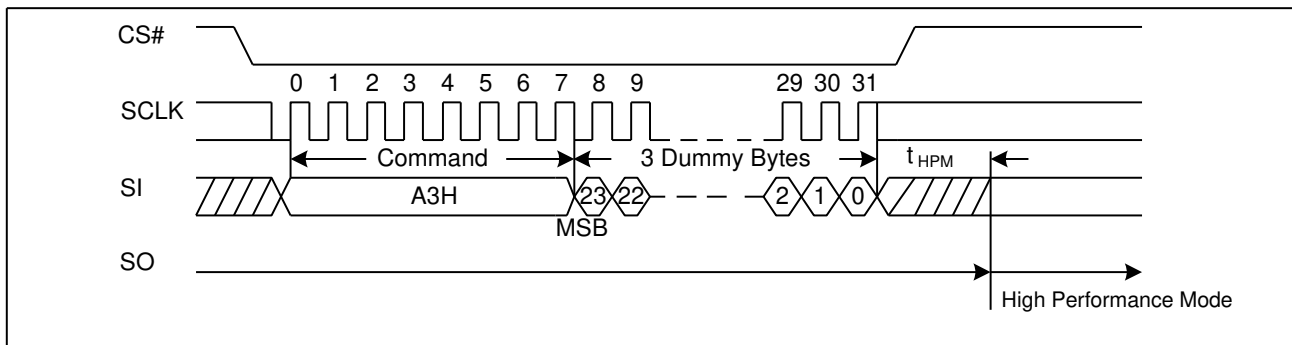 CS#
0 1 2 3 4 5 6 7 8 9 29 30 31
SCLK
Command 3 Dummy Bytes tHPM
SI A3H 23 22 2 1 0
MSB
SO
High Performance Mode